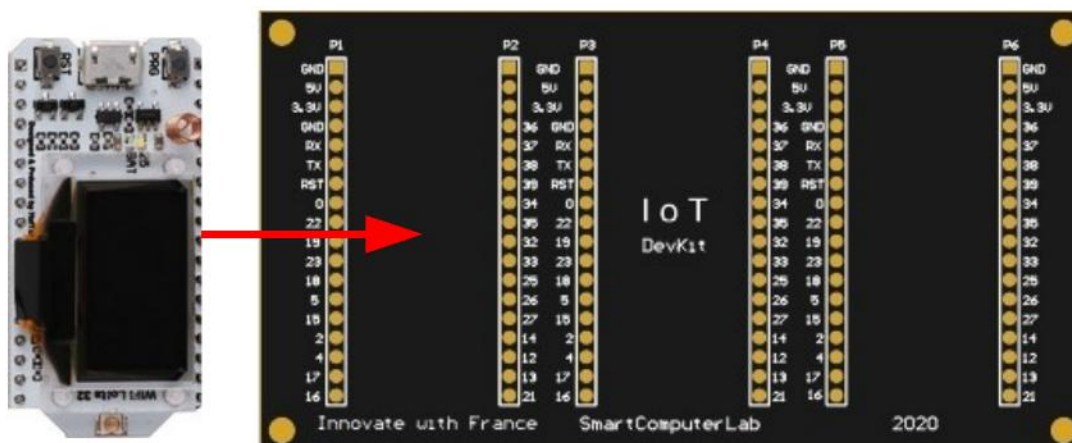 RST
PRG
WIFI LoRa 32
P1 P2 P3 P4 P5 P6
GND GND GND GND
5V 5V 5V 5V
3.3V 3.3V 3.3V 3.3V
GND 36 GND 36 GND 36
RX 37 RX 37 RX 37
TX 38 TX 38 TX 38
RST 39 RST 39 RST 39
0 34 0 34 0 34
22 35 22 35 22 35
19 32 19 32 19 32
23 33 23 33 23 33
18 25 18 25 18 25
5 26 5 26 5 26
15 27 15 27 15 27
2 14 2 14 2 14
4 12 4 12 4 12
17 13 17 13 17 13
16 21 16 21 16 21
IoT
DevKit
Innovate with France SmartComputerLab 2020